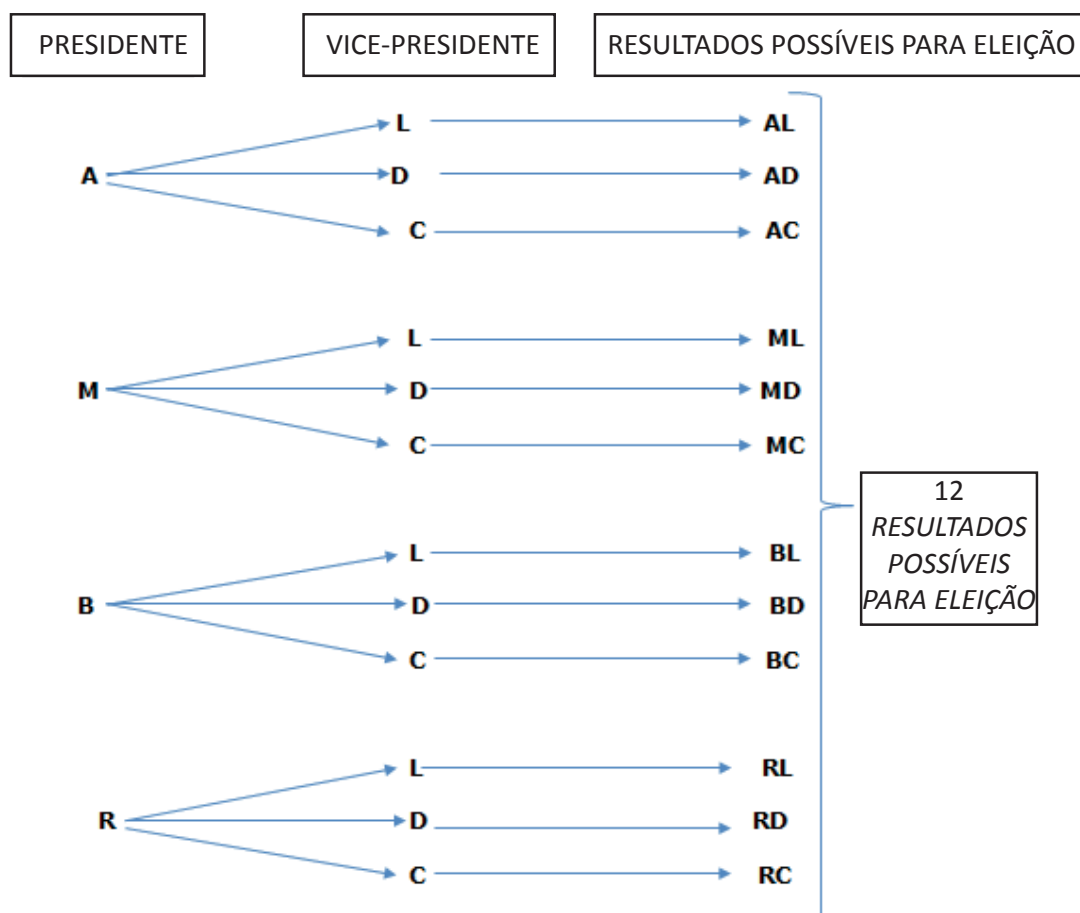 PRESIDENTE VICE-PRESIDENTE RESULTADOS POSSÍVEIS PARA ELEIÇÃO
A
L AL
D AD
C AC
M
L ML
D MD
C MC
B
L BL
D BD
C BC
R
L RL
D RD
C RC
12
RESULTADOS
POSSÍVEIS
PARA ELEIÇÃO